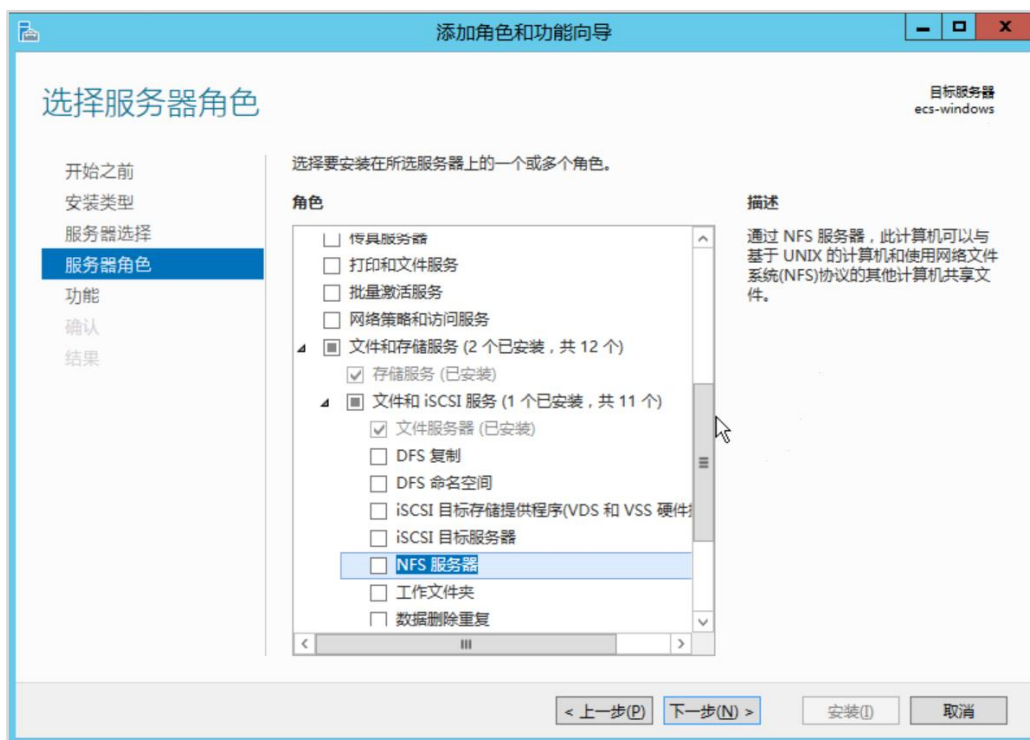 添加角色和功能向导
选择服务器角色
目标服务器
ecs-windows
开始之前
安装类型
服务器选择
服务器角色
功能
确认
结果
选择要安装在所选服务器上的一个或多个角色。
角色
传真服务器
打印和文件服务
批量激活服务
网络策略和访问服务
文件和存储服务 (2 个已安装，共 12 个)
存储服务 (已安装)
文件和 iSCSI 服务 (1 个已安装，共 11 个)
文件服务器 (已安装)
DFS 复制
DFS 命名空间
iSCSI 目标存储提供程序(VDS 和 VSS 硬件
iSCSI 目标服务器
NFS 服务器
工作文件夹
数据删除重复
描述
通过 NFS 服务器，此计算机可以与
基于 UNIX 的计算机和使用网络文件
系统(NFS)协议的其他计算机共享文
件。
< 上一步(P)
下一步(N) >
安装(I)
取消